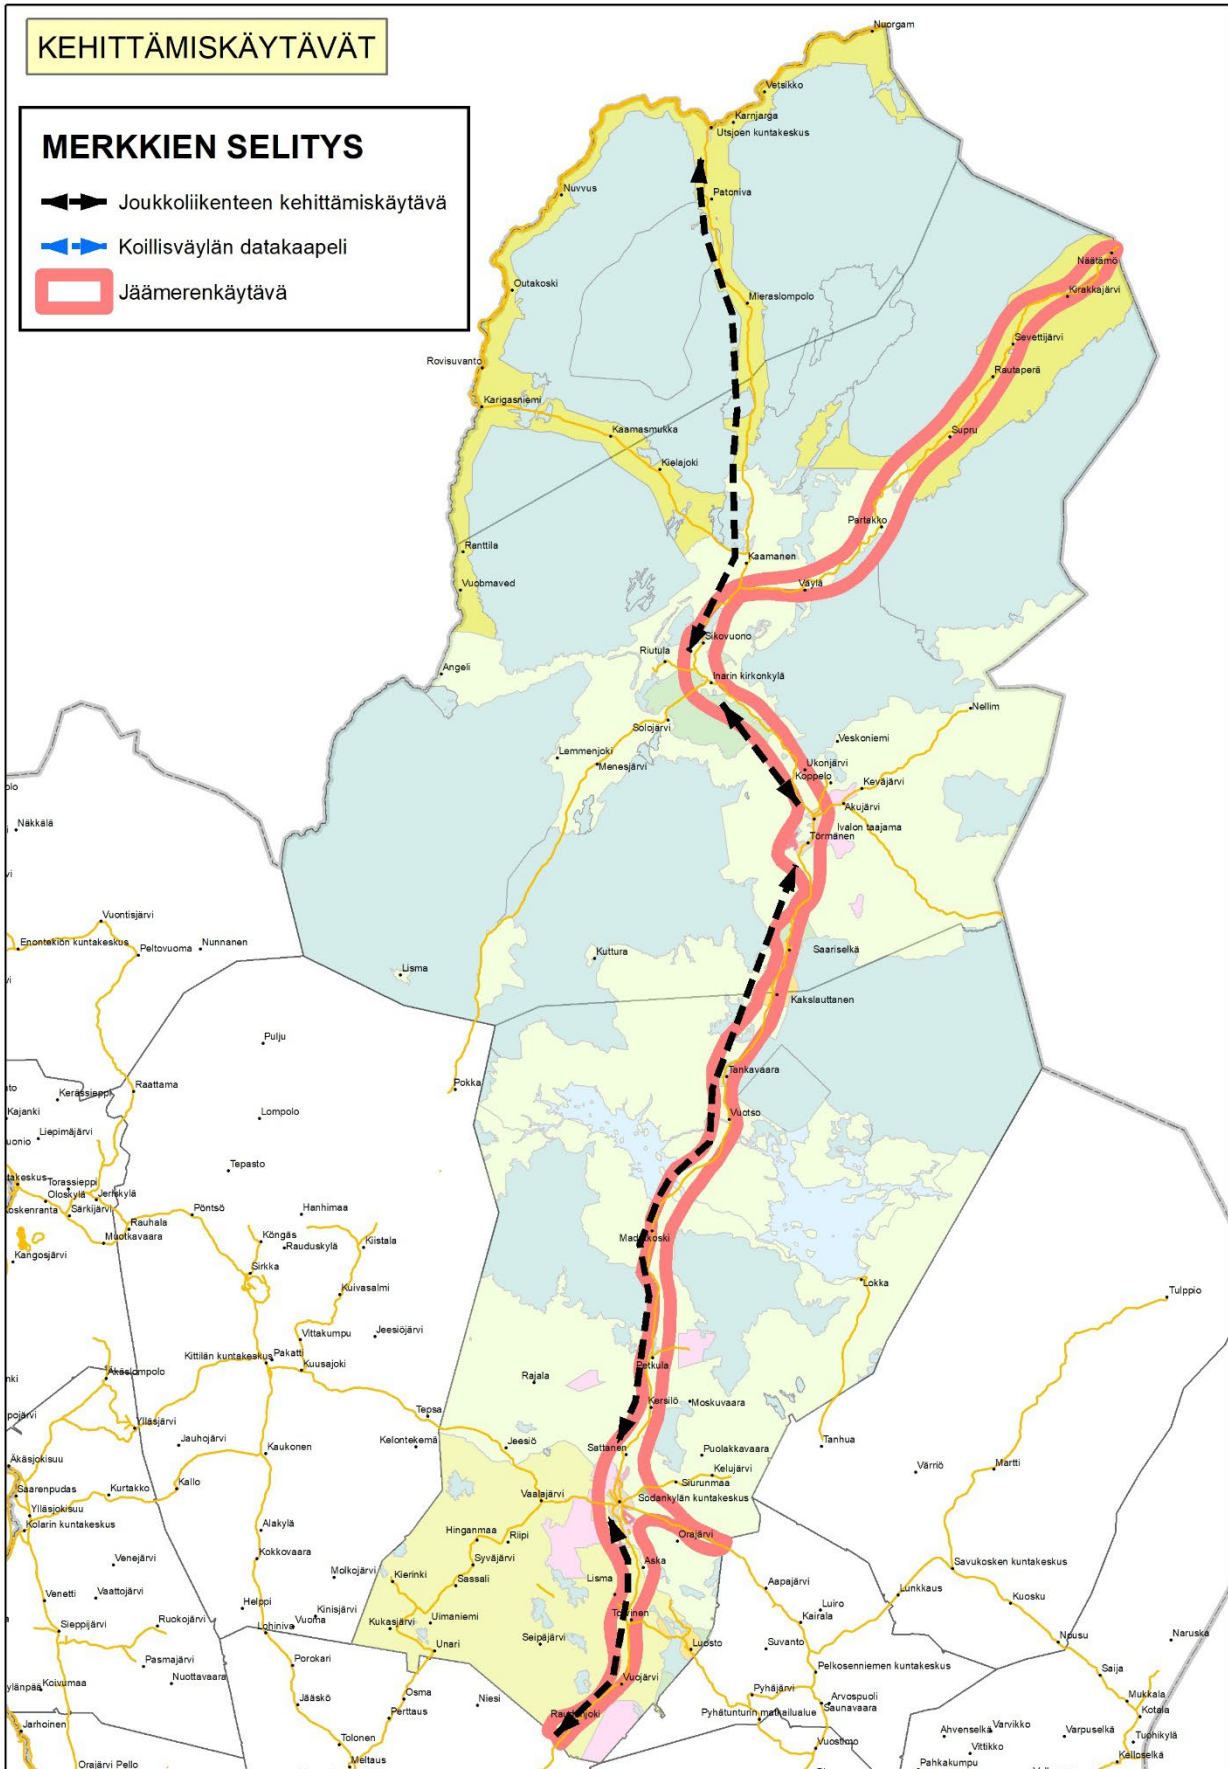 KEHITTÄMISKÄYTÄVÄT
MERKKIEN SELITYS
Joukkoliikenteen kehittämiskäytävä
Koillisväylän datakaapeli
Jäämerenkäytävä
Nuorgam
Vetsikko
Karnjarga
Utsjoen kuntakeskus
Nuvvus
Patoniva
Näätämö
Outakoski
Kirakkajärvi
Mieraslompolo
Sevettijärvi
Rovisuvanto
Rautaperä
Karigasniemi
Kaamasmukka
Supru
Kielajoki
Partakko
Ranttila
Kaamanen
Vuobmaved
Väylä
Sikovuono
Riutula
Angeli
Inarin kirkonkylä
Nellim
Solojärvi
Veskoniemi
Lemmenjoki
Menesjärvi
Ukonjärvi
Koppelo
Keväjärvi
Akujärvi
Ivalon taajama
Törmänen
Näkkälä
Vuontisjärvi
Enontekiön kuntakeskus
Peltovuoma
Nunnanen
Saariselkä
Kuttura
Lisma
Kakslauttanen
Pulju
Tankavaara
Raattama
Kerässieppi
Pokka
Kajanki
Lompolo
Vuotso
Liepimäjärvi
Tepasto
Torassieppi
Jeriskylä
Oloskylä
Särkijärvi
Pöntsö
Hanhimaa
Rauhala
Muotkavaara
Köngäs
Rauduskylä
Kiistala
Kangosjärvi
Sirkka
Lokka
Kuivasalmi
Tulppio
Vittakumpu
Jeesiöjärvi
Kittilän kuntakeskus
Pakatti
Kuusajoki
Petkula
Äkäslompolo
Rajala
Kersilö
Moskuvaara
Tepsa
Ylläsjärvi
Jauhojärvi
Kaukonen
Kelontekemä
Jeesiö
Sattanen
Puolakkavaara
Tanhua
Äkäsjokisuu
Kelujärvi
Värriö
Martti
Saarenpudas
Kurtakko
Kallo
Siurunmaa
Vaalajärvi
Sodankylän kuntakeskus
Ylläsjokisuu
Kolarin kuntakeskus
Alakylä
Hinganmaa
Riipi
Orajärvi
Kokkovaara
Venejärvi
Syväjärvi
Aska
Savukosken kuntakeskus
Molkojärvi
Kierinki
Sassali
Lisma
Aapajärvi
Lunkkaus
Venetti
Vaattojärvi
Helppi
Kuosku
Kinisjärvi
Luiro
Sieppijärvi
Ruokojärvi
Vuoma
Lohiniva
Kukasjärvi
Uimaniemi
Kairala
Seipäjärvi
Unari
Luosto
Suvanto
Nousu
Naruska
Pasmajärvi
Porokari
Nuottavaara
Koivumaa
Vuojärvi
Pelkosenniemen kuntakeskus
Saija
Osma
Niesi
Pyhäjärvi
Arvospuoli
Saunavaara
Mukkala
Kotala
Jääskö
Perttaus
Pyhätunturin matkailualue
Jarhoinen
Tolonen
Ahvenselkä
Varvikko
Varpuselkä
Tuohikylä
Vuostimo
Vittikko
Kelloselkä
Meltaus
Orajärvi Pello
Pahkakumpu